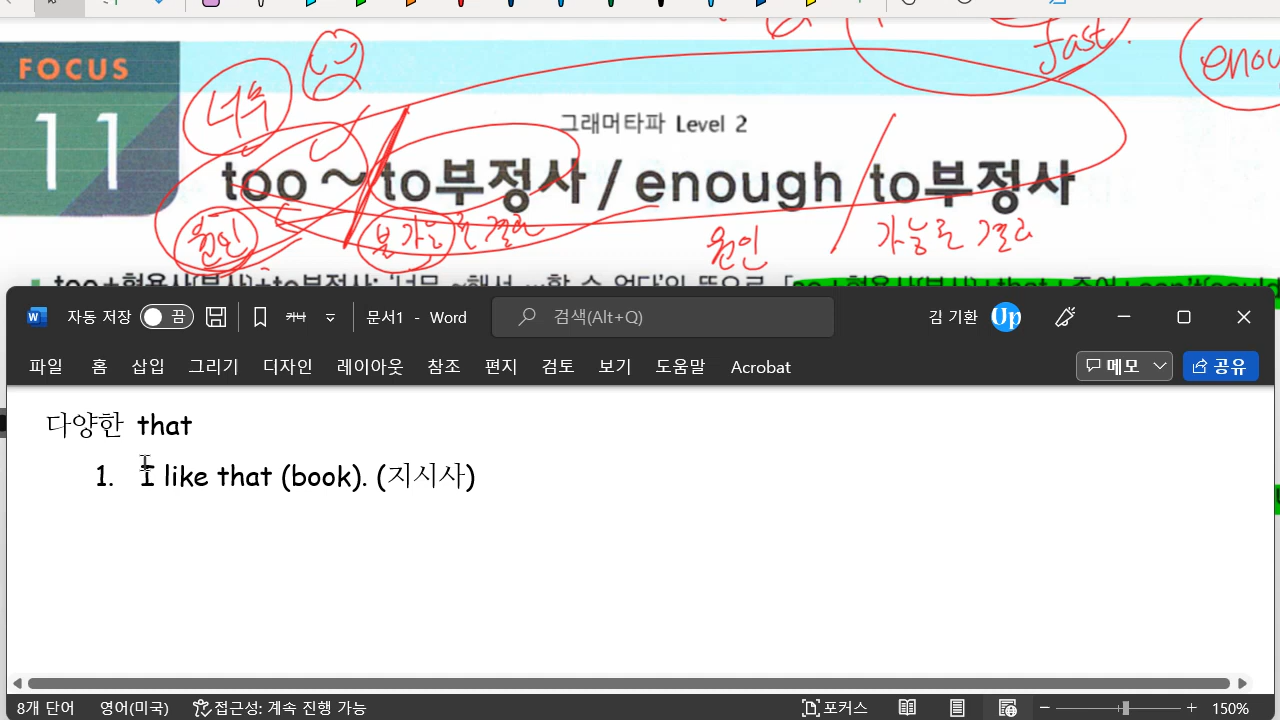 fast.
너무
FOCUS
11
그래머타파 Level 2
too ~ to부정사 / enough to부정사
원인 불가능로 결과 원인 가능로 결과
자동 저장 끔 가나 문서1 - Word 검색(Alt+Q) 김 기환 Up
파일 홈 삽입 그리기 디자인 레이아웃 참조 편지 검토 보기 도움말 Acrobat 메모 공유
다양한 that
1. I like that (book). (지시사)
8개 단어 영어(미국) 접근성: 계속 진행 가능 포커스 150%